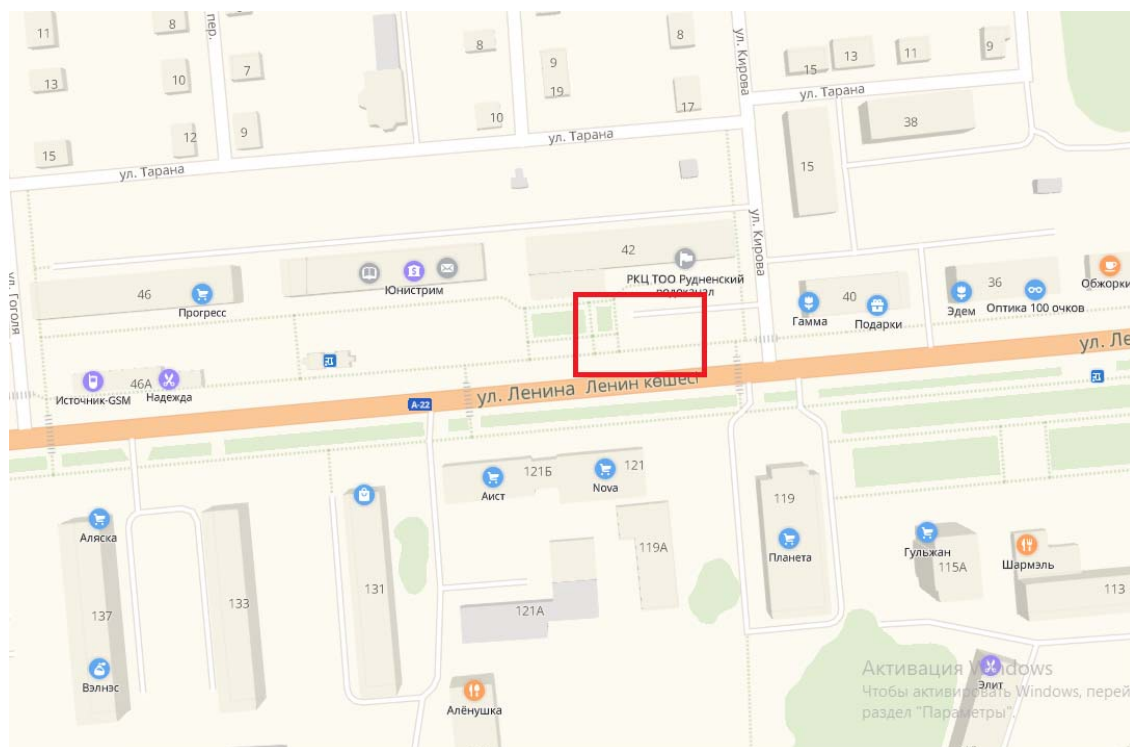 11
8
пер.
8
8
ул. Кирова
15
13
11
9
13
10
7
9
19
17
ул. Тарана
38
15
12
9
10
ул. Тарана
ул. Тарана
15
ул. Кирова
42
РКЦ ТОО Рудненский
водоканал
Юнистрим
46
Прогресс
ул. Гоголя
40
Гамма
Подарки
36
Эдем
Оптика 100 очков
Обжорки
46А
Источник-GSM
Надежда
А-22
ул. Ленина
Ленин көшесі
ул. Ле
121Б
121
Аист
Nova
119
Планета
119А
Аляска
137
133
131
121А
Гульжан
115А
Шармэль
113
Вэлнэс
Алёнушка
Элит
Активация Windows
Чтобы активировать Windows, перей
раздел "Параметры".